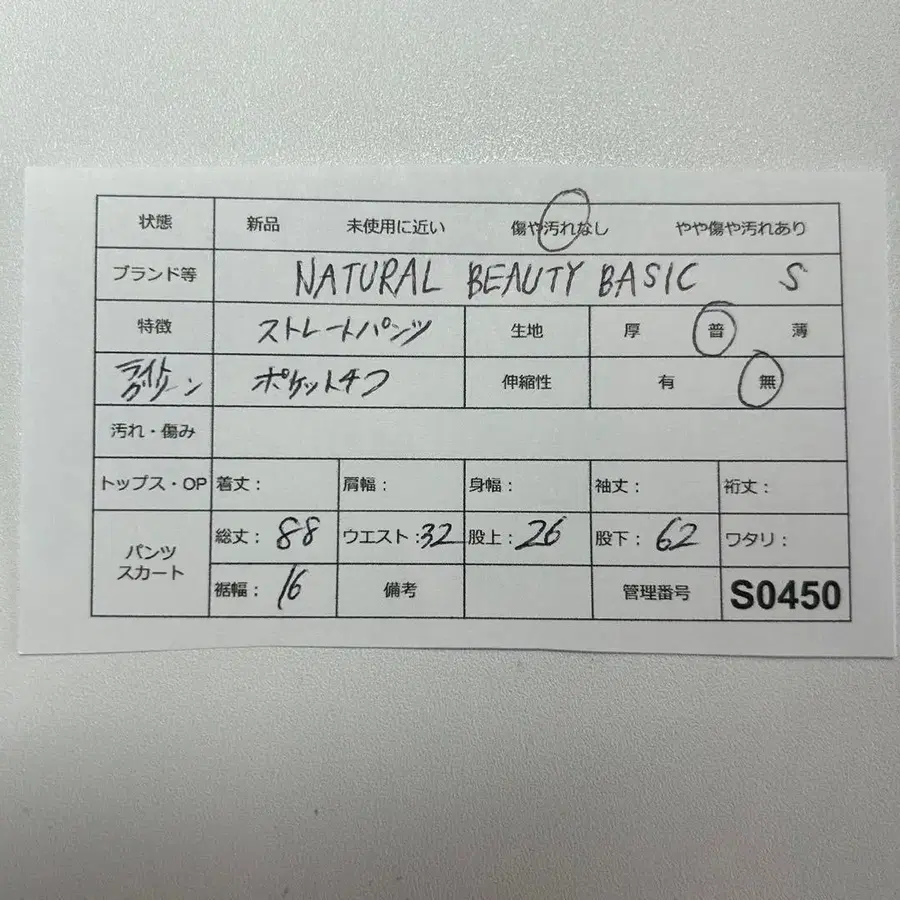 状態 新品 未使用に近い 傷や汚れなし やや傷や汚れあり
ブランド等 NATURAL BEAUTY BASIC S
特徴 ストレートパンツ 生地 厚 普 薄
ライト
グリーン ポケット4つ 伸縮性 有 無
汚れ・傷み
トップス・OP 着丈： 肩幅： 身幅： 袖丈： 裄丈：
パンツ
スカート 総丈：88 ウエスト：32 股上：26 股下：62 ワタリ：
裾幅：16 備考 管理番号 S0450